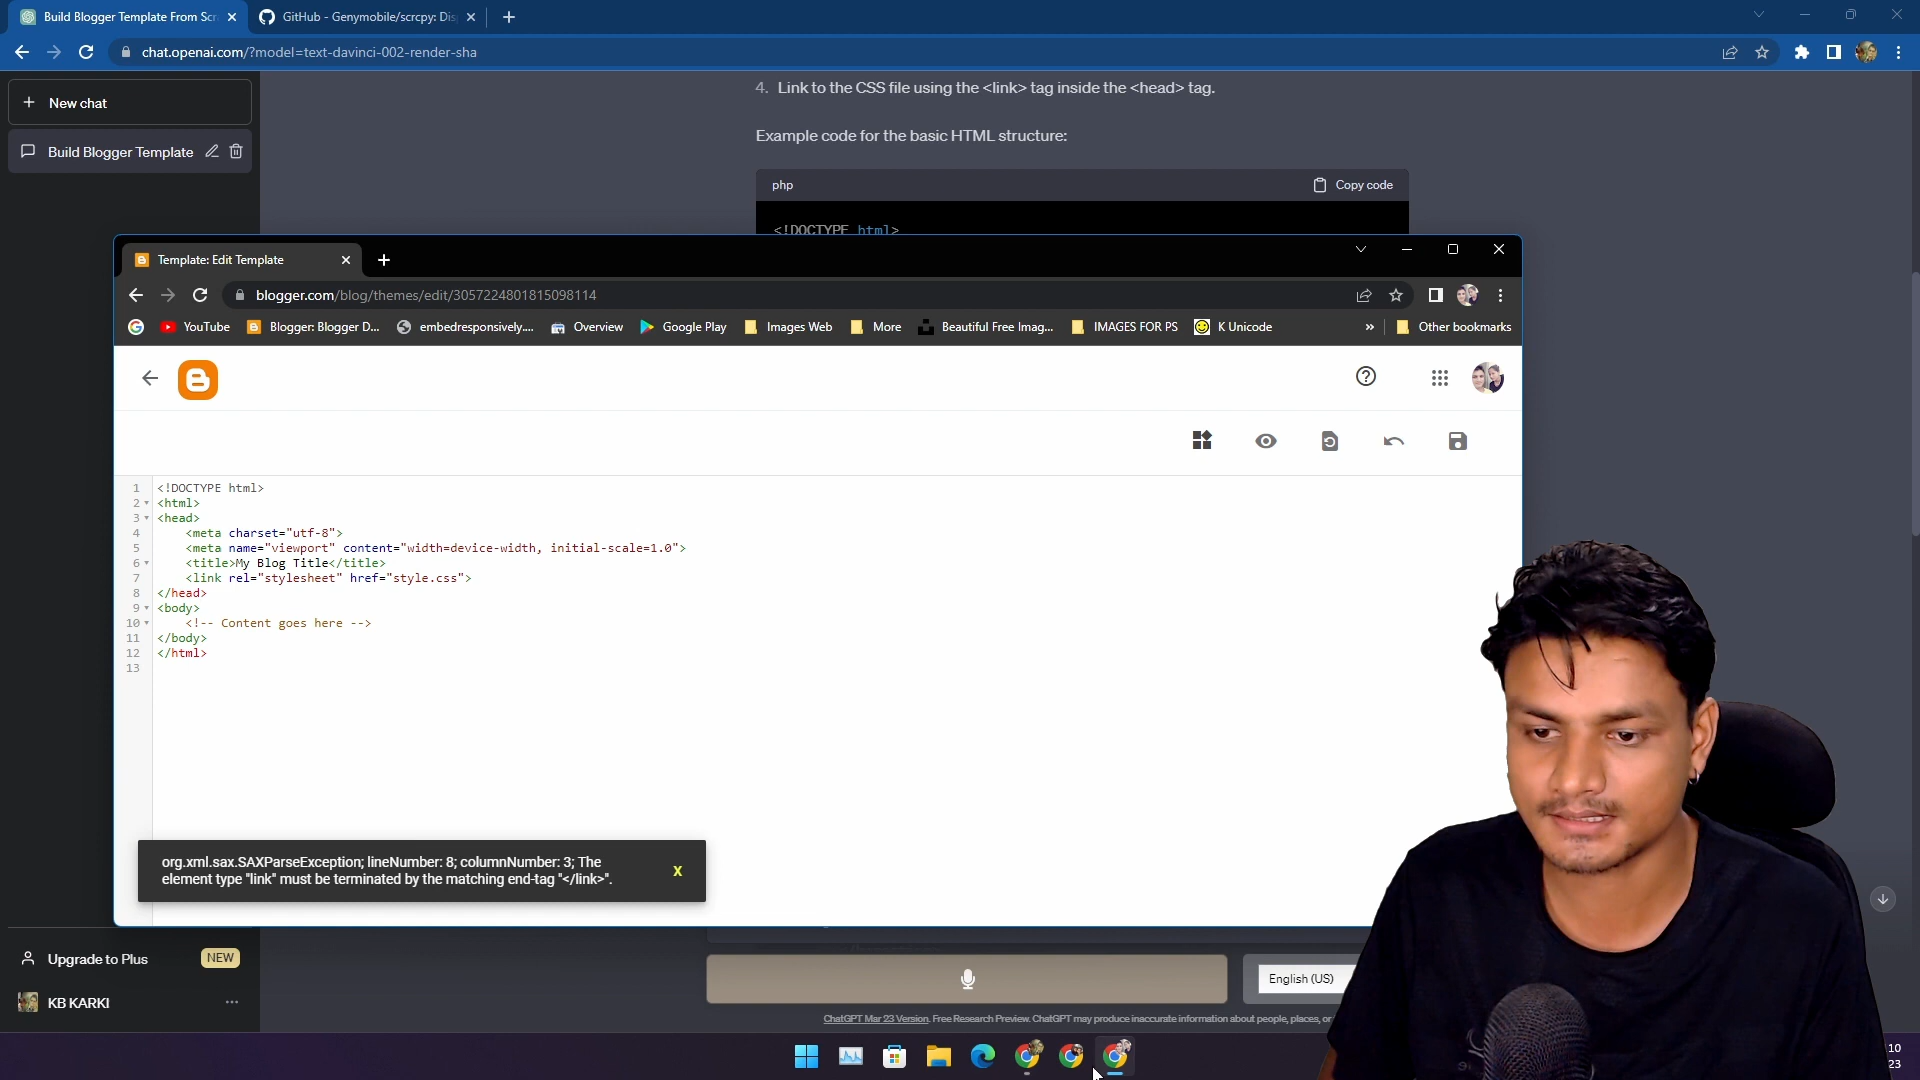 Build Blogger Template From Scr
GitHub - Genymobile/scrcpy: Dis
chat.openai.com/?model=text-davinci-002-render-sha
New chat
Build Blogger Template
4. Link to the CSS file using the <link> tag inside the <head> tag.
Example code for the basic HTML structure:
php
Copy code
<!DOCTYPE html>
Template: Edit Template
blogger.com/blog/themes/edit/3057224801815098114
YouTube
Blogger: Blogger D...
embedresponsively....
Overview
Google Play
Images Web
More
Beautiful Free Imag...
IMAGES FOR PS
K Unicode
»
Other bookmarks
1 <!DOCTYPE html>
2 <html>
3 <head>
4 <meta charset="utf-8">
5 <meta name="viewport" content="width=device-width, initial-scale=1.0">
6 <title>My Blog Title</title>
7 <link rel="stylesheet" href="style.css">
8 </head>
9 <body>
10 <!-- Content goes here -->
11 </body>
12 </html>
13
org.xml.sax.SAXParseException; lineNumber: 8; columnNumber: 3; The
element type "link" must be terminated by the matching end-tag "</link>".
X
Upgrade to Plus
NEW
KB KARKI
English (US)
ChatGPT Mar 23 Version. Free Research Preview. ChatGPT may produce inaccurate information about people, places, or
10
23